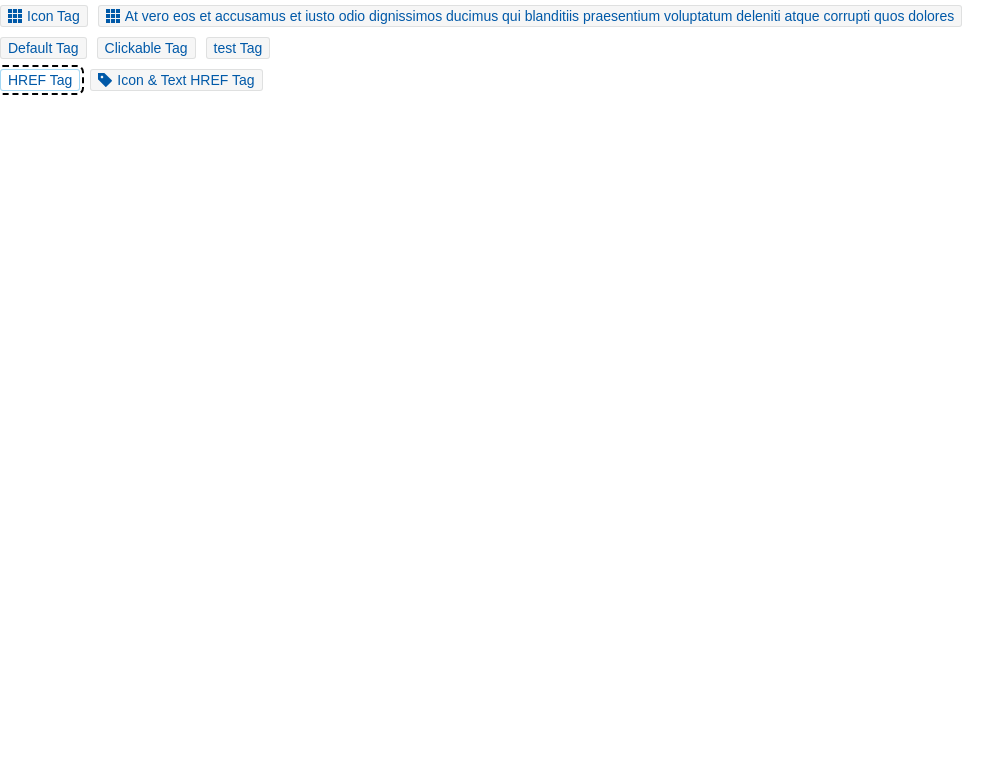 Icon Tag At vero eos et accusamus et iusto odio dignissimos ducimus qui blanditiis praesentium voluptatum deleniti atque corrupti quos dolores
Default Tag Clickable Tag test Tag
HREF Tag Icon & Text HREF Tag